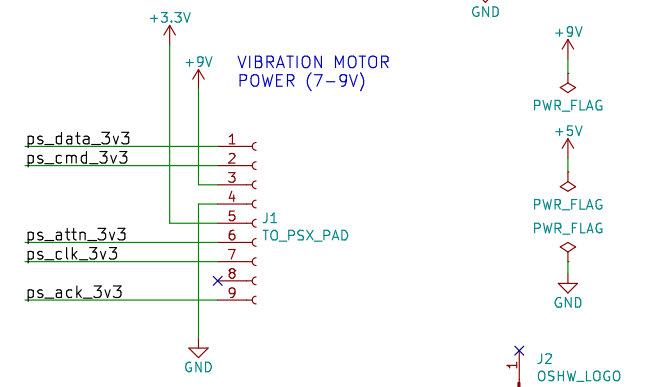 GND
+3.3V
+9V
VIBRATION MOTOR
POWER (7-9V)
+9V
PWR_FLAG
+5V
PWR_FLAG
ps_data_3v3
1
ps_cmd_3v3
2
3
4
5
J1
TO_PSX_PAD
ps_attn_3v3
6
ps_clk_3v3
7
8
ps_ack_3v3
9
GND
PWR_FLAG
GND
1
J2
OSHW_LOGO